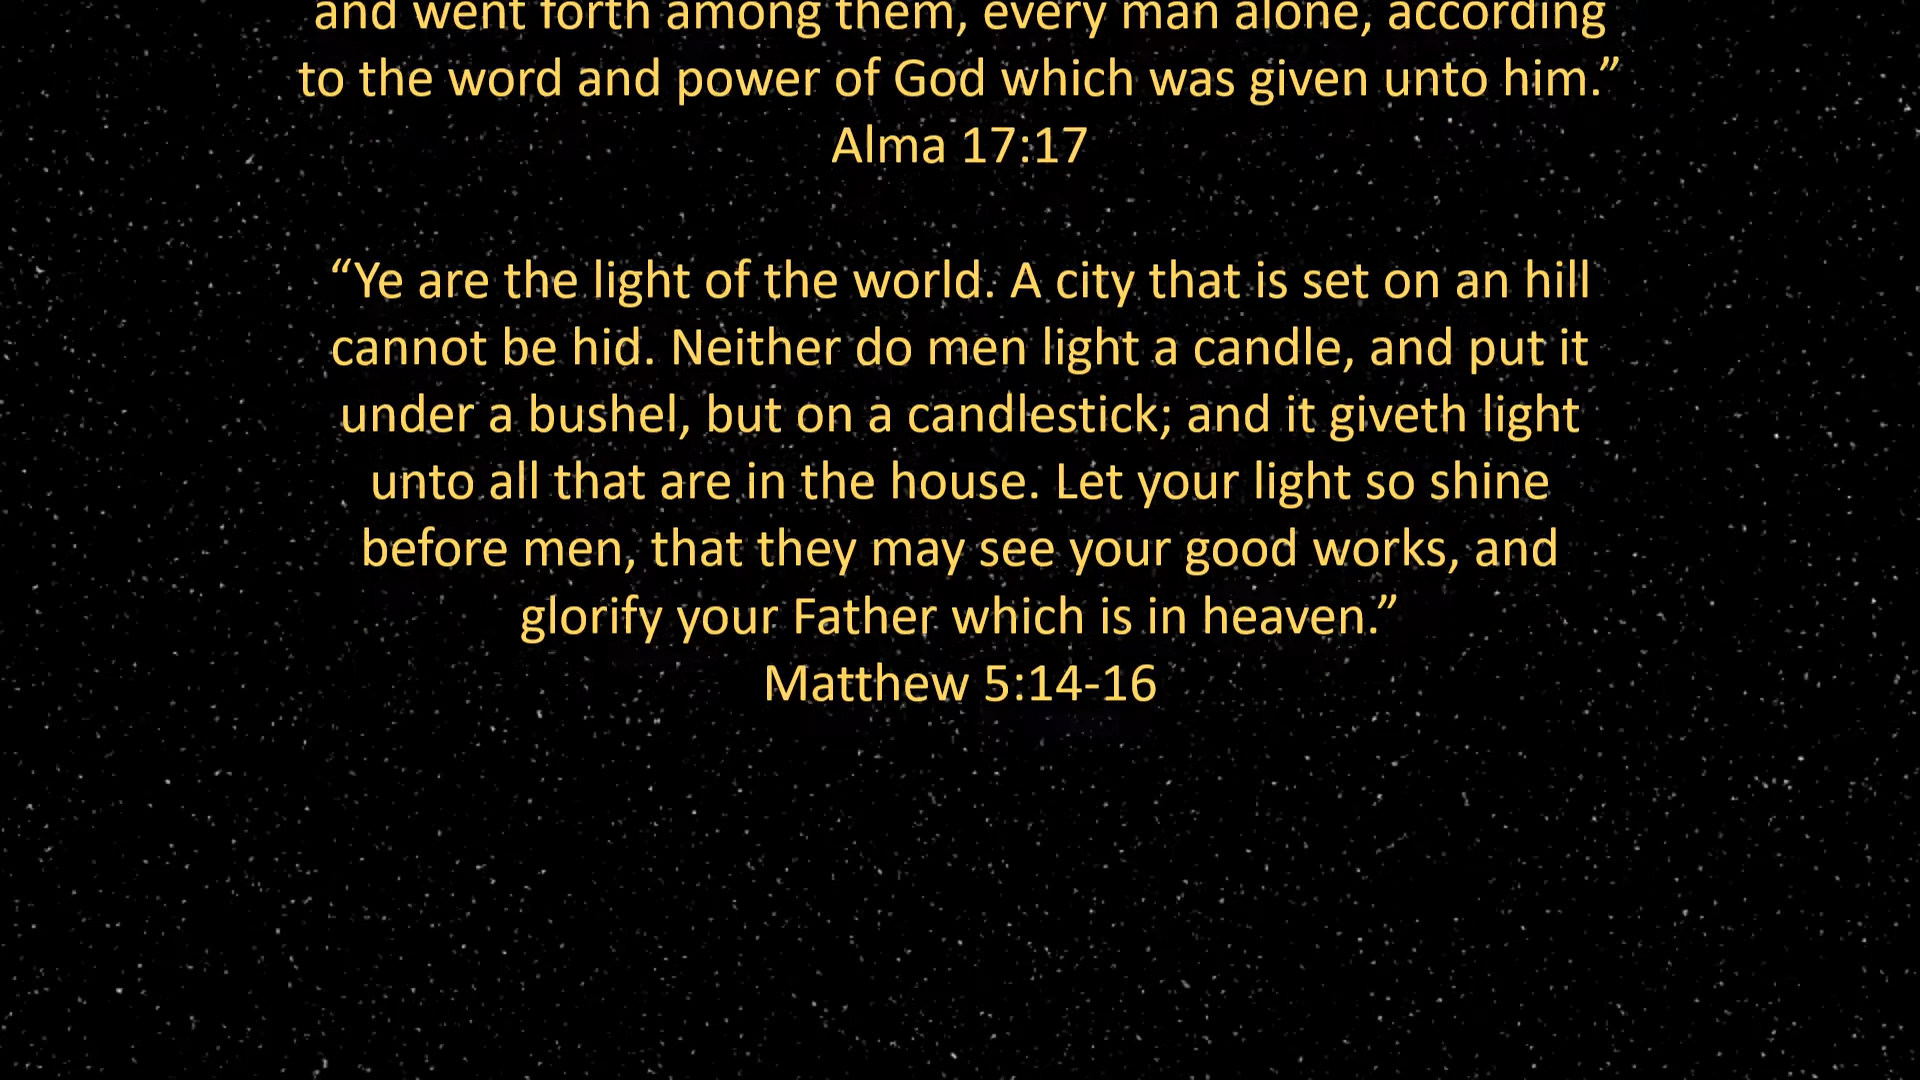 and went forth among them, every man alone, according
to the word and power of God which was given unto him.”
Alma 17:17
“Ye are the light of the world. A city that is set on an hill
cannot be hid. Neither do men light a candle, and put it
under a bushel, but on a candlestick; and it giveth light
unto all that are in the house. Let your light so shine
before men, that they may see your good works, and
glorify your Father which is in heaven.”
Matthew 5:14-16